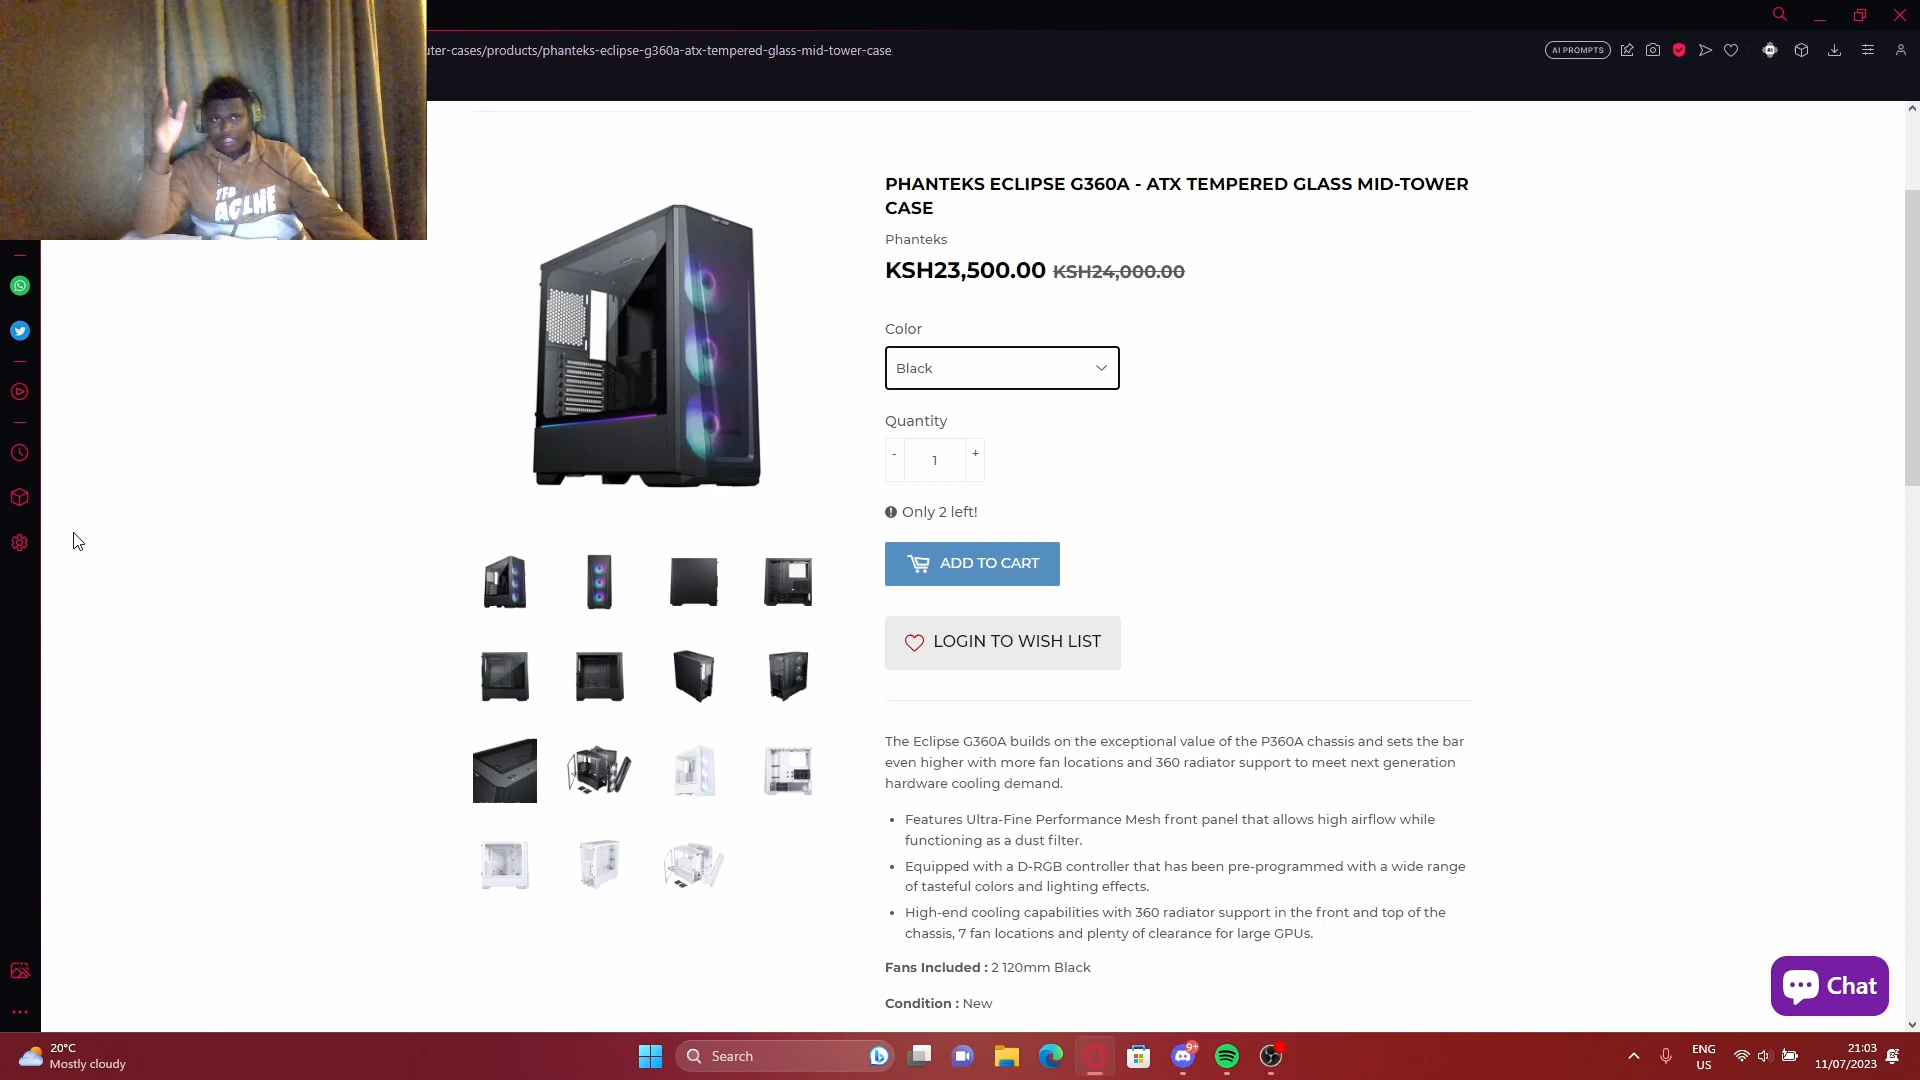 uter-cases/products/phanteks-eclipse-g360a-atx-tempered-glass-mid-tower-case
AI PROMPTS
PHANTEKS ECLIPSE G360A - ATX TEMPERED GLASS MID-TOWER
CASE
Phanteks
KSH23,500.00 KSH24,000.00
Color
Black
Quantity
- 1 +
Only 2 left!
ADD TO CART
LOGIN TO WISH LIST
The Eclipse G360A builds on the exceptional value of the P360A chassis and sets the bar
even higher with more fan locations and 360 radiator support to meet next generation
hardware cooling demand.
Features Ultra-Fine Performance Mesh front panel that allows high airflow while
functioning as a dust filter.
Equipped with a D-RGB controller that has been pre-programmed with a wide range
of tasteful colors and lighting effects.
High-end cooling capabilities with 360 radiator support in the front and top of the
chassis, 7 fan locations and plenty of clearance for large GPUs.
Fans Included : 2 120mm Black
Condition : New
Chat
20°C
Mostly cloudy
Search
9+
ENG
US
21:03
11/07/2023